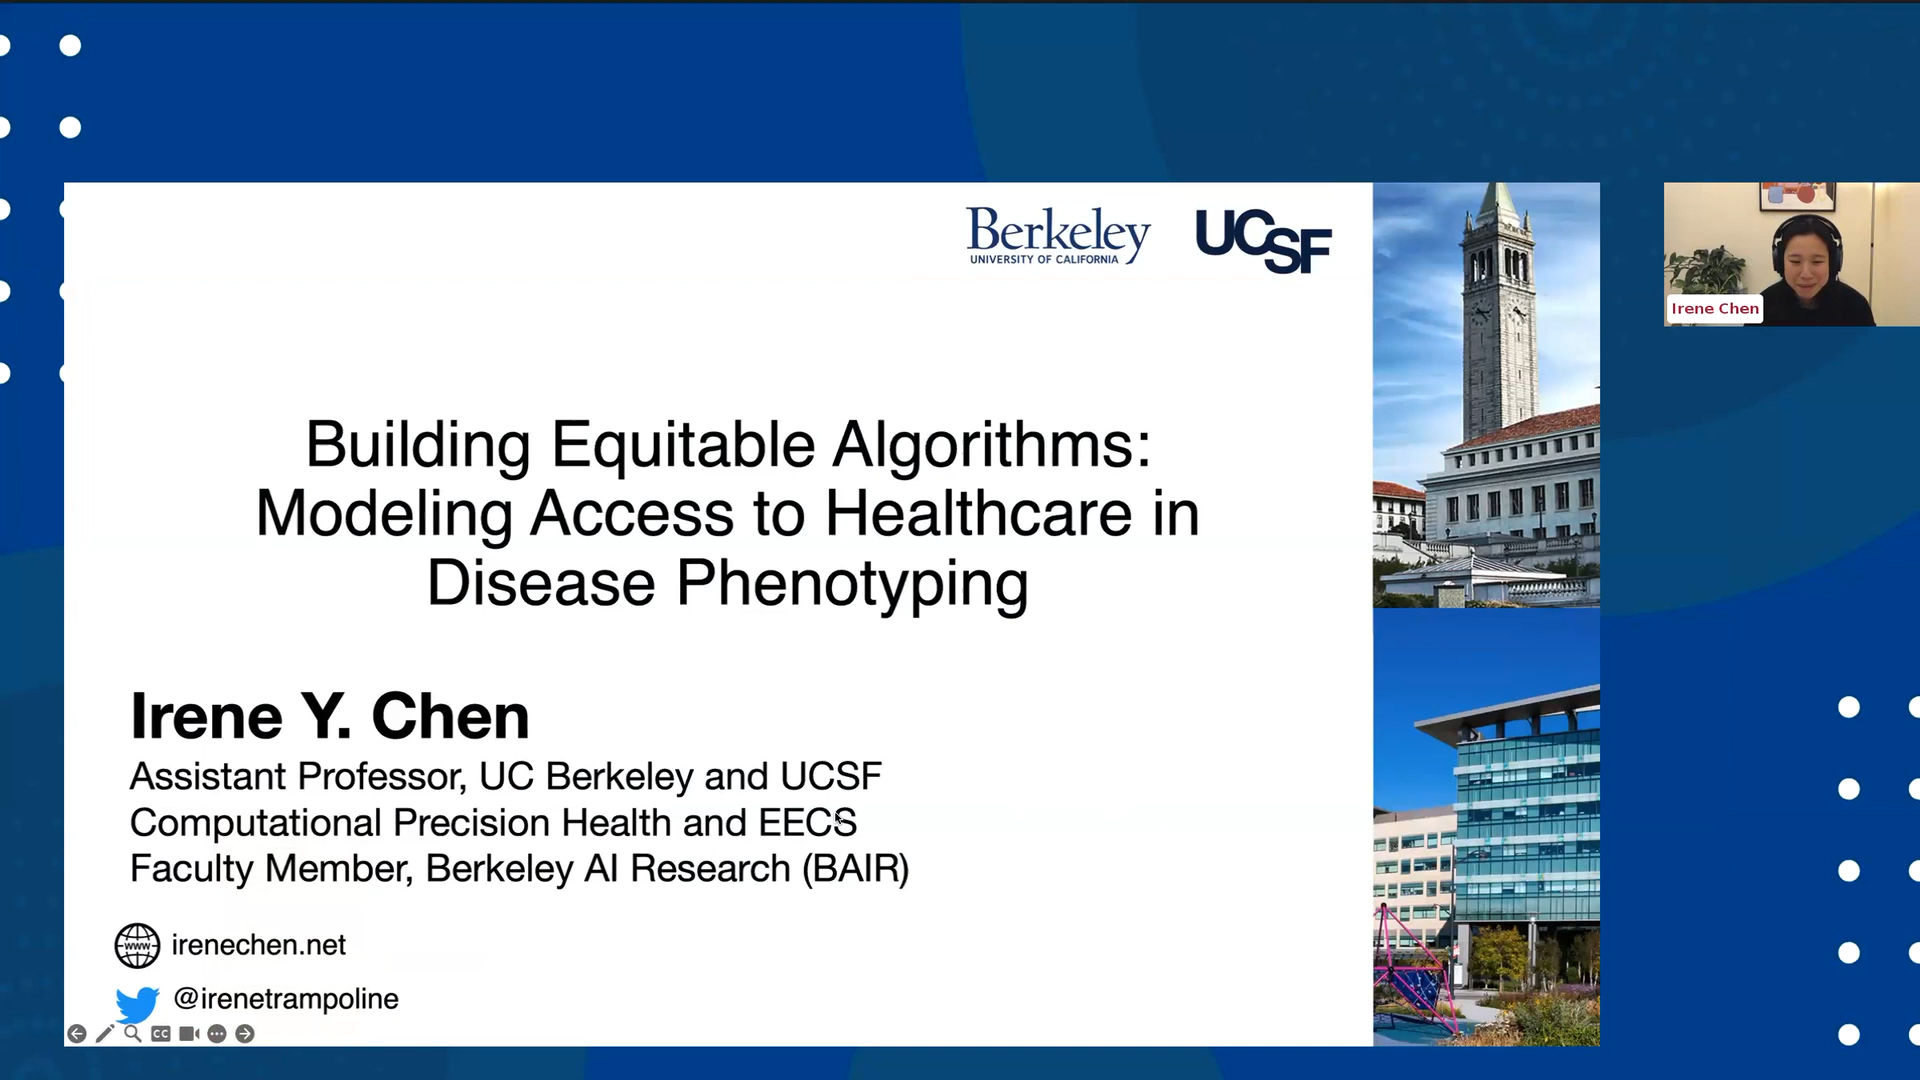 Berkeley
UNIVERSITY OF CALIFORNIA
UCSF
Irene Chen
Building Equitable Algorithms:
Modeling Access to Healthcare in
Disease Phenotyping
Irene Y. Chen
Assistant Professor, UC Berkeley and UCSF
Computational Precision Health and EECS
Faculty Member, Berkeley AI Research (BAIR)
www
irenechen.net
@irenetrampoline
CC